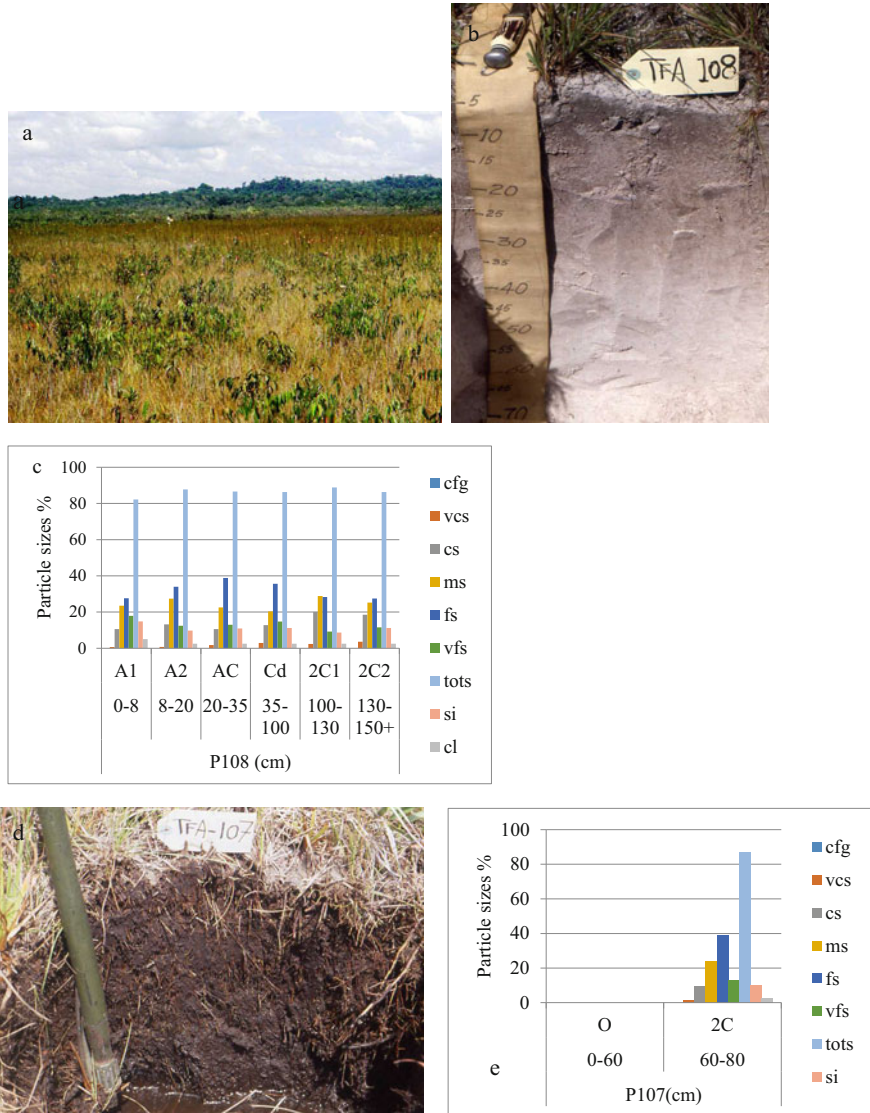 a
b
TFA 108
0
5
10
15
20
25
30
35
40
45
50
55
60
65
70
c
100
80
60
40
20
0
Particle sizes %
A1 A2 AC Cd 2C1 2C2
0-8 8-20 20-35 35-100 100-130 130-150+
P108 (cm)
cfg
vcs
cs
ms
fs
vfs
tots
si
cl
d
TFA-107
100
80
60
40
20
0
Particle sizes %
O 2C
0-60 60-80
P107(cm)
e
cfg
vcs
cs
ms
fs
vfs
tots
si